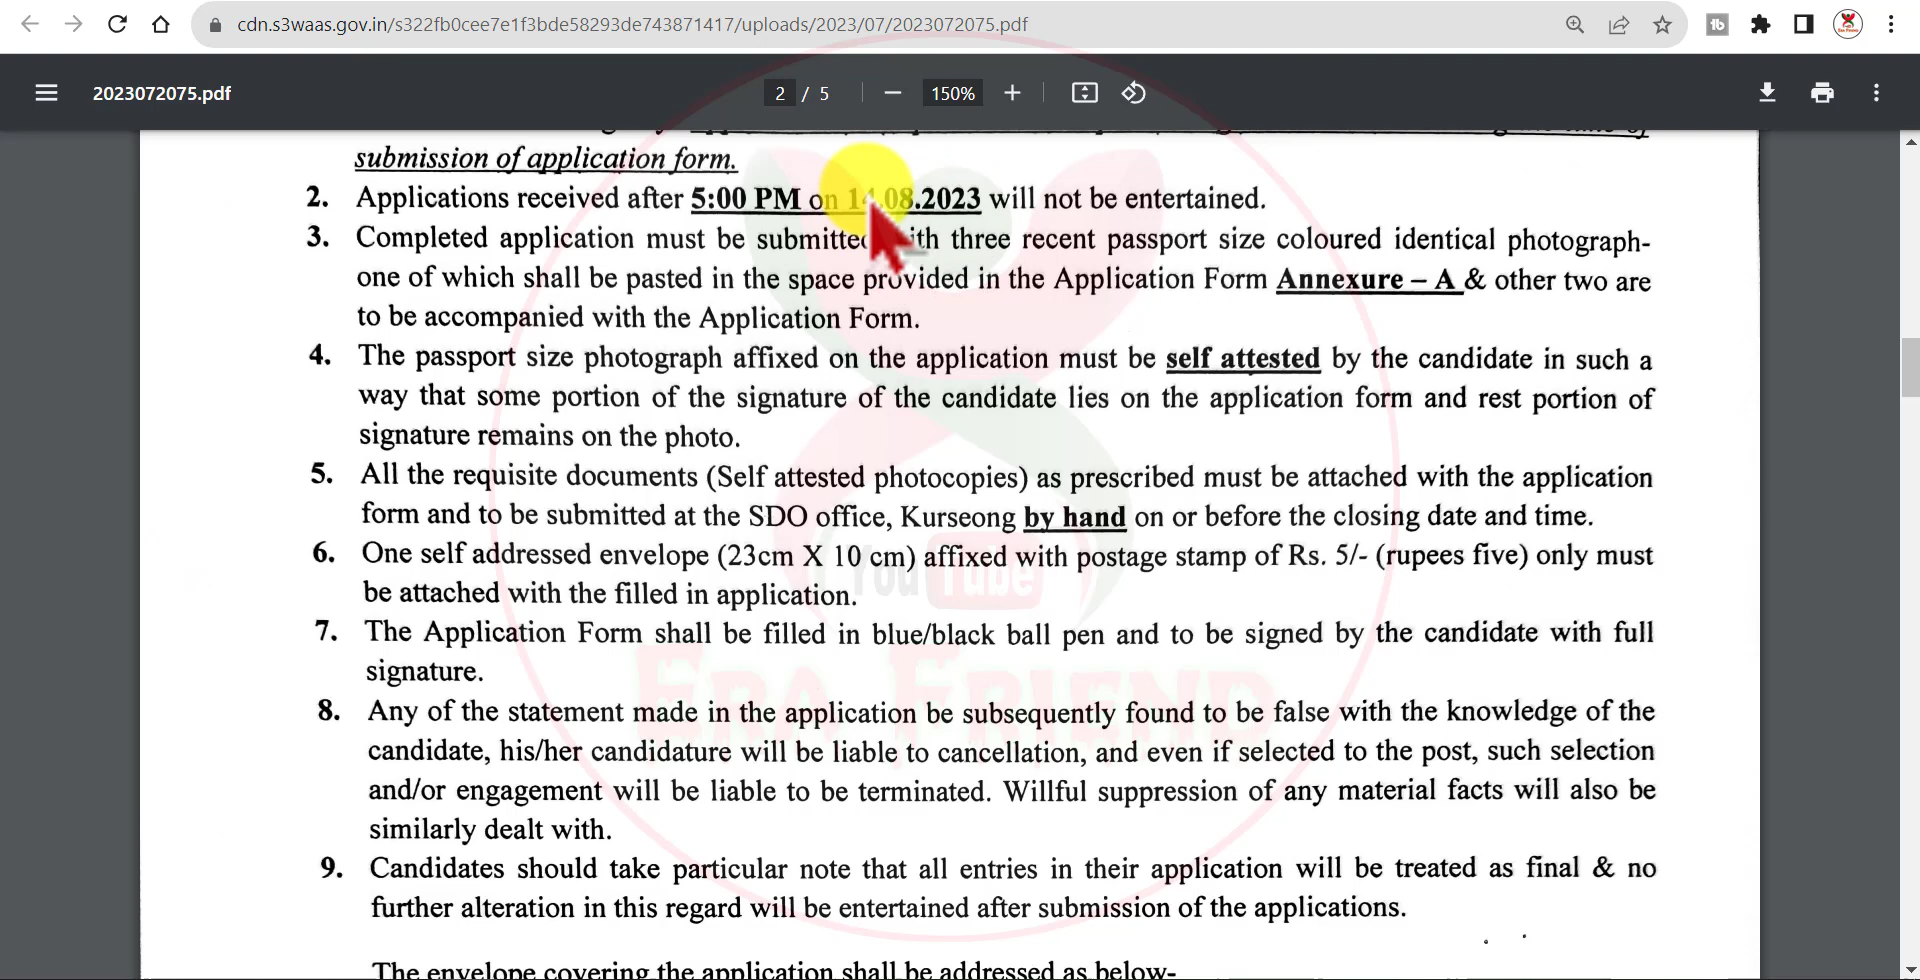 cdn.s3waas.gov.in/s322fb0cee7e1f3bde58293de743871417/uploads/2023/07/2023072075.pdf
2023072075.pdf
2 / 5
150%
submission of application form.
2. Applications received after 5:00 PM on 14.08.2023 will not be entertained.
3. Completed application must be submitted with three recent passport size coloured identical photograph-
one of which shall be pasted in the space provided in the Application Form Annexure – A & other two are
to be accompanied with the Application Form.
4. The passport size photograph affixed on the application must be self attested by the candidate in such a
way that some portion of the signature of the candidate lies on the application form and rest portion of
signature remains on the photo.
5. All the requisite documents (Self attested photocopies) as prescribed must be attached with the application
form and to be submitted at the SDO office, Kurseong by hand on or before the closing date and time.
6. One self addressed envelope (23cm X 10 cm) affixed with postage stamp of Rs. 5/- (rupees five) only must
be attached with the filled in application.
You Tube
7. The Application Form shall be filled in blue/black ball pen and to be signed by the candidate with full
signature.
ERA FRIEND
8. Any of the statement made in the application be subsequently found to be false with the knowledge of the
candidate, his/her candidature will be liable to cancellation, and even if selected to the post, such selection
and/or engagement will be liable to be terminated. Willful suppression of any material facts will also be
similarly dealt with.
9. Candidates should take particular note that all entries in their application will be treated as final & no
further alteration in this regard will be entertained after submission of the applications.
The envelope covering the application shall be addressed as below-